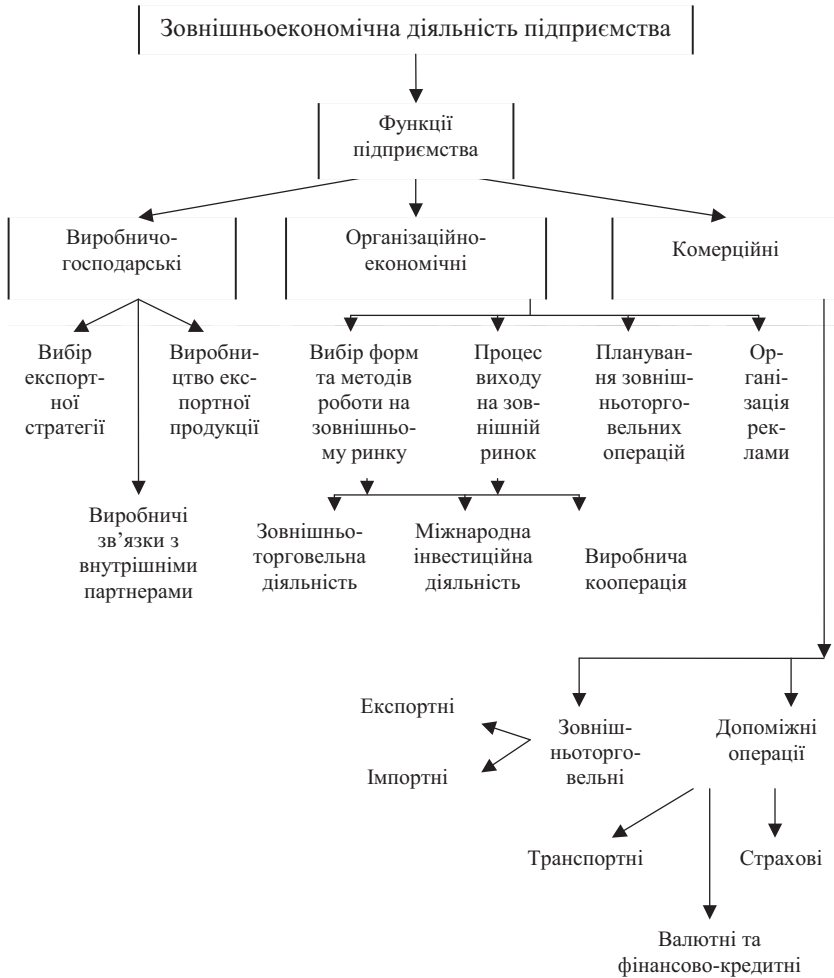 Зовнішньоекономічна діяльність підприємства
Функції
підприємства
Виробничо-
господарські
Організаційно-
економічні
Комерційні
Вибір
експорт-
ної
стратегії
Виробни-
цтво екс-
портної
продукції
Вибір форм
та методів
роботи на
зовнішньо-
му ринку
Процес
виходу
на зов-
нішній
ринок
Плануван-
ня зовніш-
ньоторго-
вельних
операцій
Ор-
гані-
зація
рек-
лами
Виробничі
зв’язки з
внутрішніми
партнерами
Зовнішньо-
торговельна
діяльність
Міжнародна
інвестиційна
діяльність
Виробнича
кооперація
Експортні
Імпортні
Зовніш-
ньоторго-
вельні
Допоміжні
операції
Транспортні
Страхові
Валютні та
фінансово-кредитні